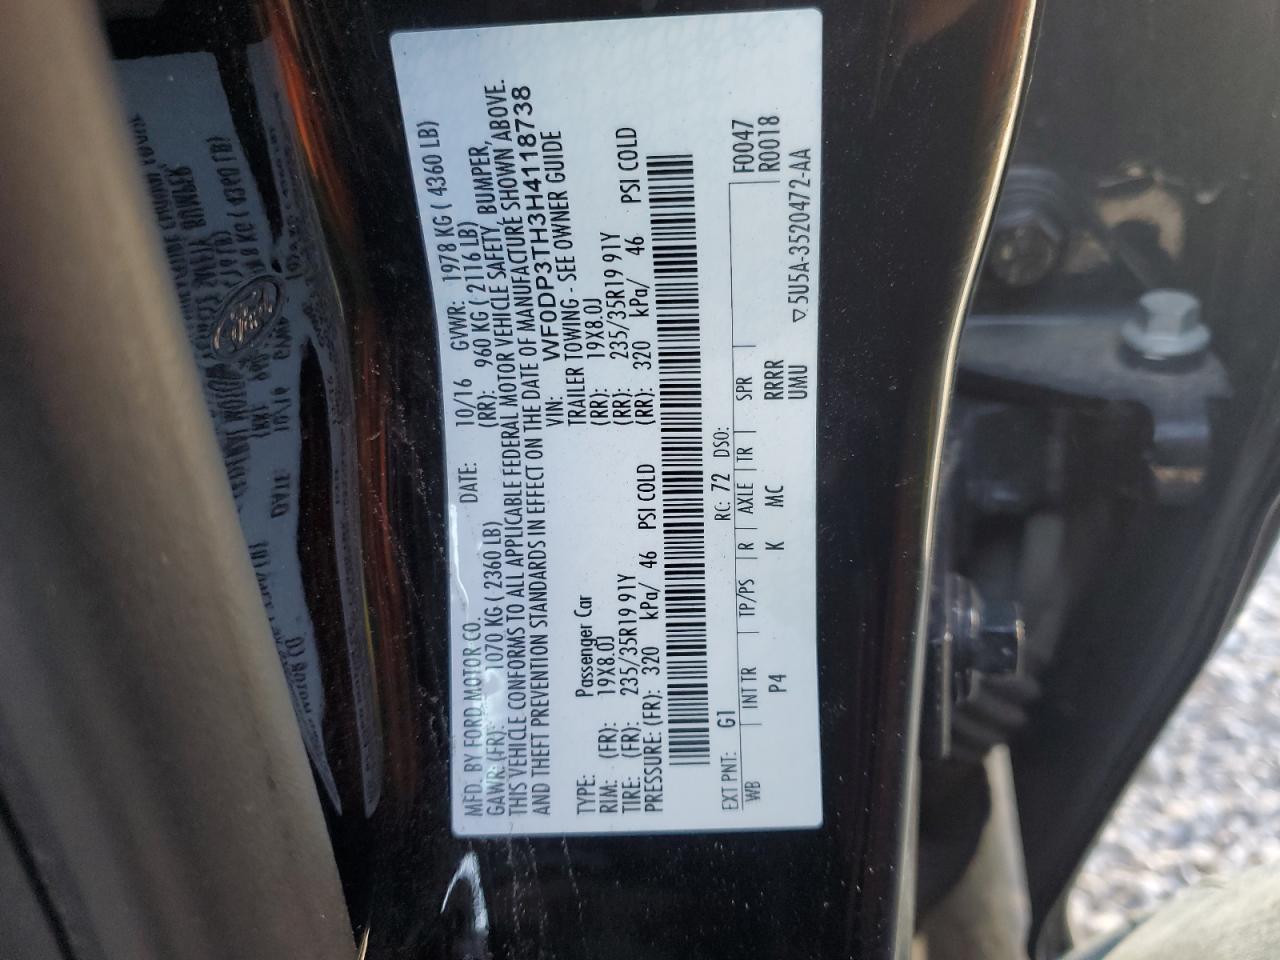 MFD. BY FORD MOTOR CO. DATE: 10/16 GVWR: 1978 KG ( 4360 LB)
GAWR: (FR): 1070 KG ( 2360 LB) (RR): 960 KG ( 2116 LB)
THIS VEHICLE CONFORMS TO ALL APPLICABLE FEDERAL MOTOR VEHICLE SAFETY, BUMPER,
AND THEFT PREVENTION STANDARDS IN EFFECT ON THE DATE OF MANUFACTURE SHOWN ABOVE.
VIN: WF0DP3TH3H4118738
TYPE: Passenger Car TRAILER TOWING - SEE OWNER GUIDE
RIM: (FR): 19X8.0J (RR): 19X8.0J
TIRE: (FR): 235/35R19 91Y (RR): 235/35R19 91Y
PRESSURE: (FR): 320 kPa/ 46 PSI COLD (RR): 320 kPa/ 46 PSI COLD
EXT PNT: G1 RC: 72 DSO: F0047
WB INT TR TP/PS R AXLE TR SPR R0018
P4 K MC RRRR
UMU
5U5A-3520472-AA